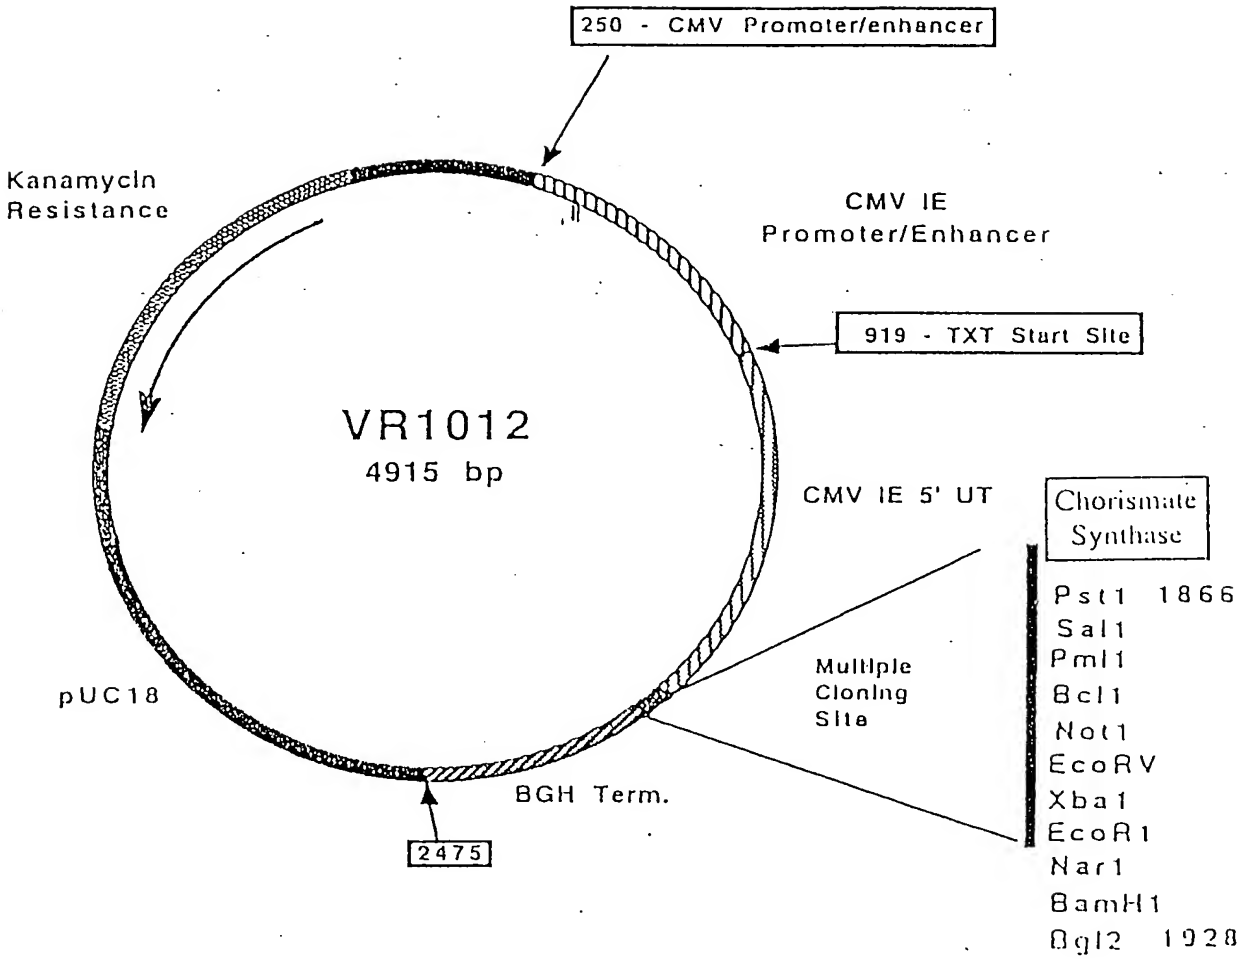 250 - CMV Promoter/enhancer
Kanamycin
Resistance
CMV IE
Promoter/Enhancer
919 - TXT Start Site
VR1012
4915 bp
CMV IE 5' UT
Chorismate
Synthase
Pst1 1866
Sal1
Pml1
Bcl1
Not1
EcoRV
Xba1
EcoR1
Nar1
BamH1
Bgl2 1928
Multiple
Cloning
Site
pUC18
BGH Term.
2475